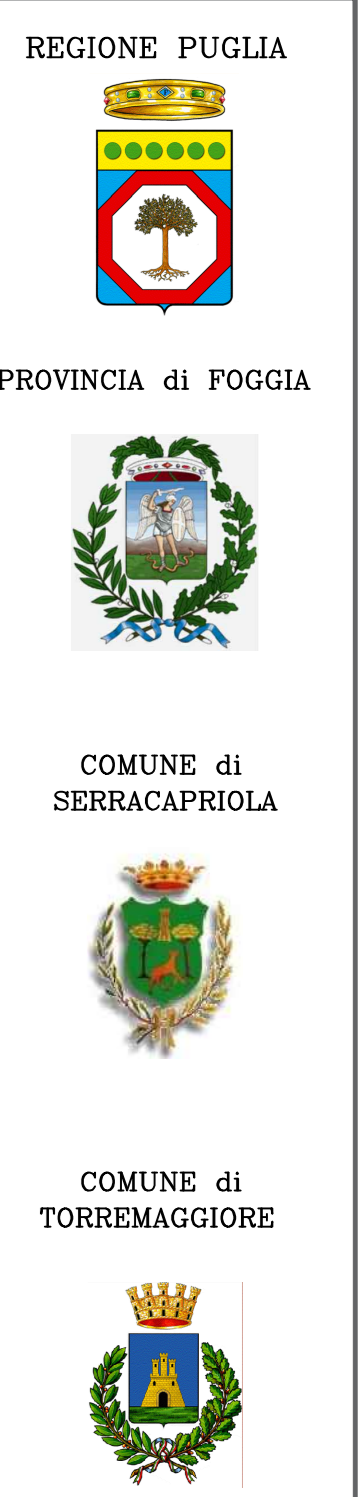 REGIONE PUGLIA
PROVINCIA di FOGGIA
COMUNE di
SERRACAPRIOLA
COMUNE di
TORREMAGGIORE